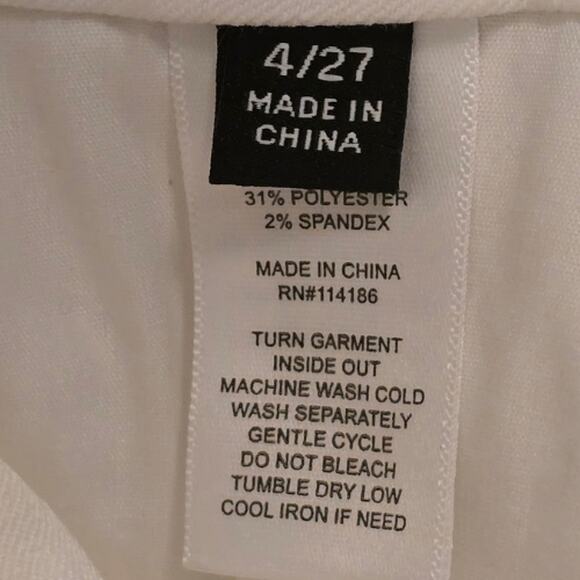 4/27
MADE IN
CHINA
31% POLYESTER
2% SPANDEX
MADE IN CHINA
RN#114186
TURN GARMENT
INSIDE OUT
MACHINE WASH COLD
WASH SEPARATELY
GENTLE CYCLE
DO NOT BLEACH
TUMBLE DRY LOW
COOL IRON IF NEED